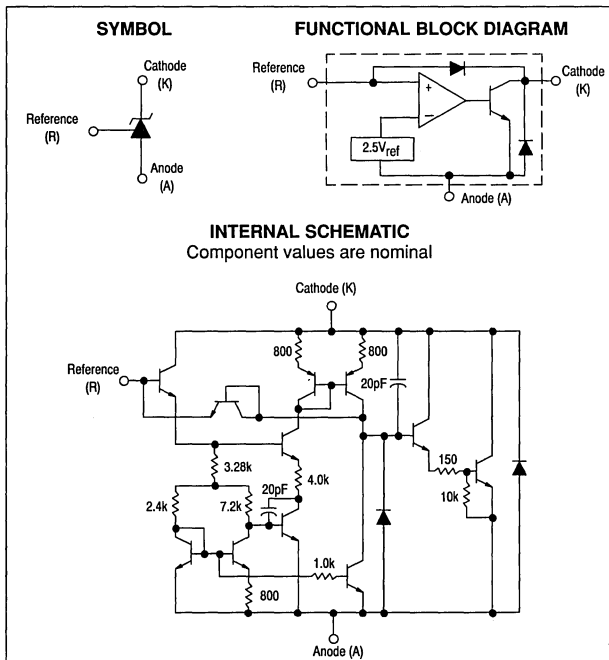 SYMBOL
Cathode
(K)
Reference
(R)
Anode
(A)
FUNCTIONAL BLOCK DIAGRAM
Reference
(R)
Cathode
(K)
+
–
2.5Vref
Anode (A)
INTERNAL SCHEMATIC
Component values are nominal
Cathode (K)
800
800
Reference
(R)
20pF
3.28k
4.0k
150
10k
2.4k
7.2k
20pF
1.0k
800
Anode (A)